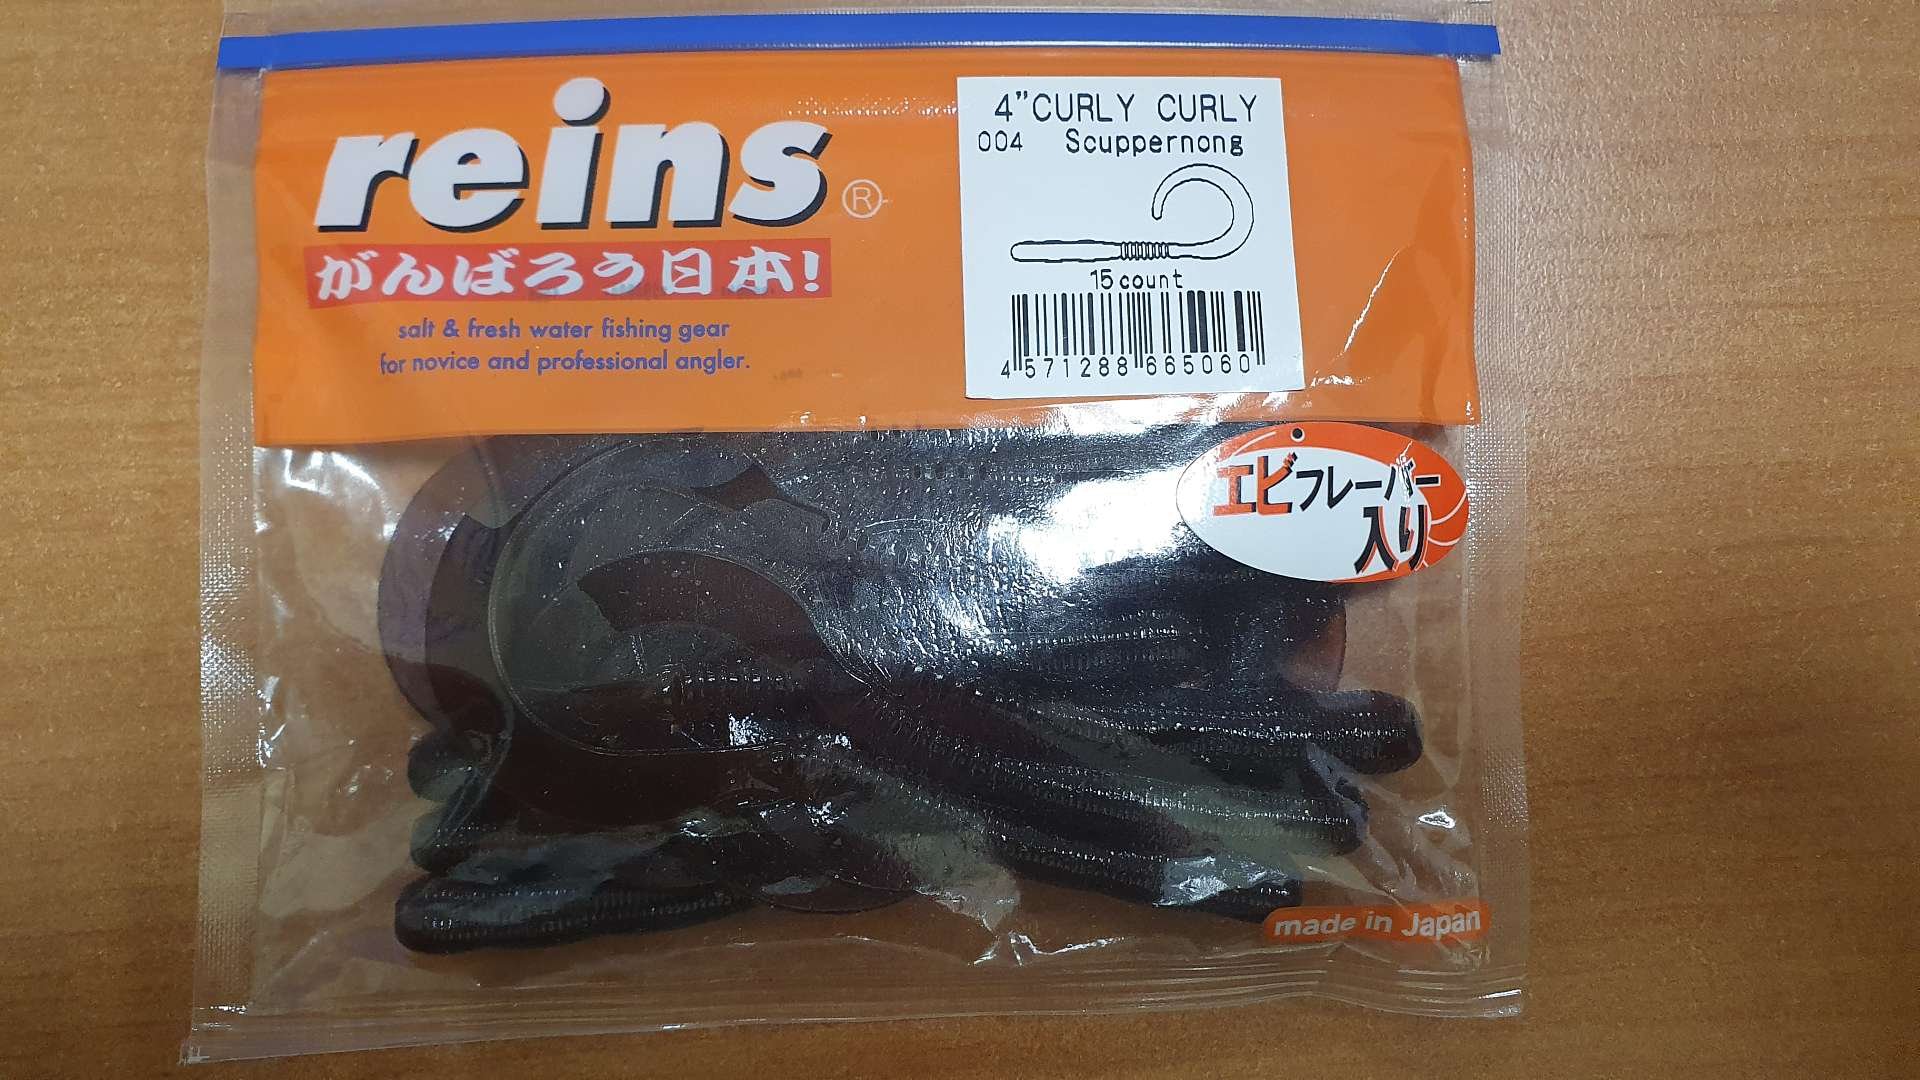 reins®
がんばろう日本!
salt & fresh water fishing gear
for novice and professional angler.
4"CURLY CURLY
004 Scuppernong
15 count
4 571288 665060
エビフレーバー
入り
made in Japan